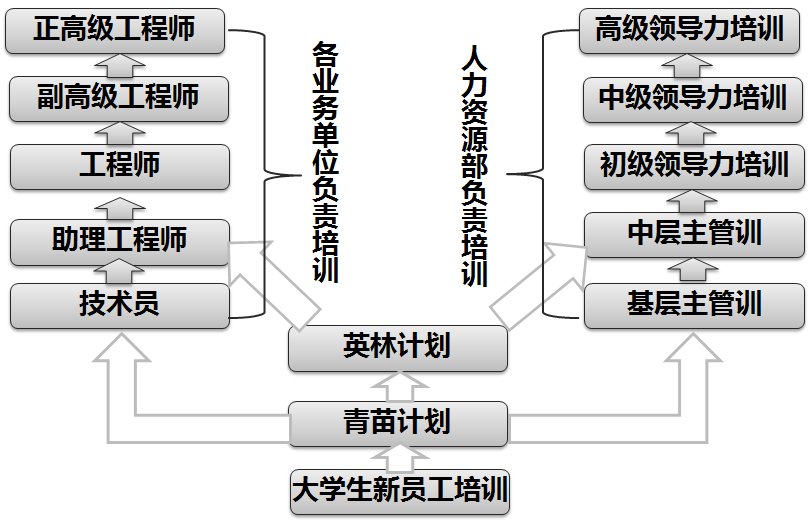 正高级工程师
副高级工程师
工程师
助理工程师
技术员
各业务单位负责培训
人力资源部负责培训
高级领导力培训
中级领导力培训
初级领导力培训
中层主管训
基层主管训
英林计划
青苗计划
大学生新员工培训